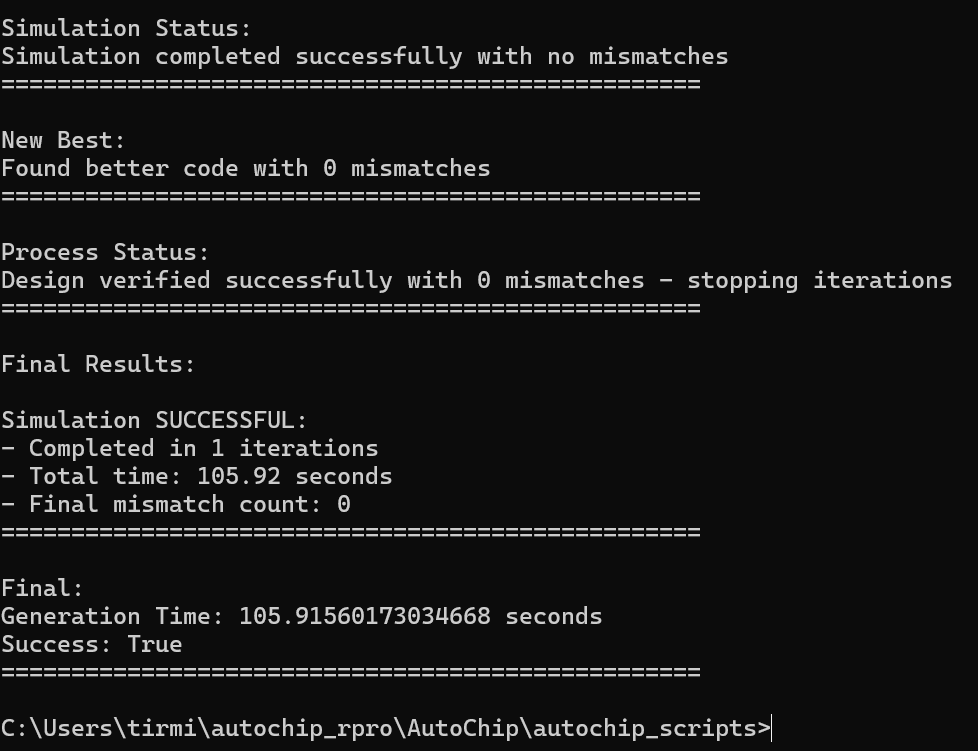 Simulation Status:
Simulation completed successfully with no mismatches
==================================================
New Best:
Found better code with 0 mismatches
==================================================
Process Status:
Design verified successfully with 0 mismatches - stopping iterations
==================================================
Final Results:
Simulation SUCCESSFUL:
- Completed in 1 iterations
- Total time: 105.92 seconds
- Final mismatch count: 0
==================================================
Final:
Generation Time: 105.91560173034668 seconds
Success: True
==================================================
C:\Users\tirmi\autochip_rpro\AutoChip\autochip_scripts>